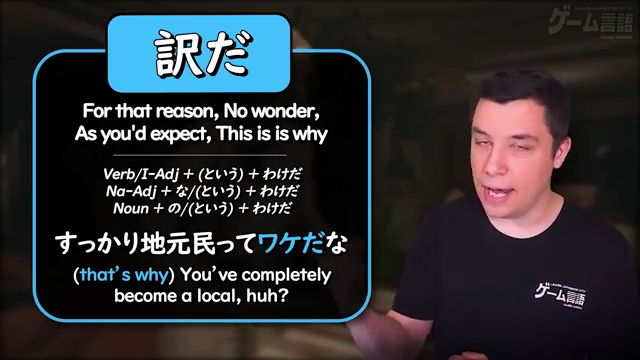 訳だ
For that reason, No wonder,
As you'd expect, This is is why
Verb/I-Adj + (という) + わけだ
Na-Adj + な/(という) + わけだ
Noun + の/(という) + わけだ
すっかり地元民ってワケだな
(that's why) You've completely
become a local, huh?
ゲーム言語
ゲーム言語